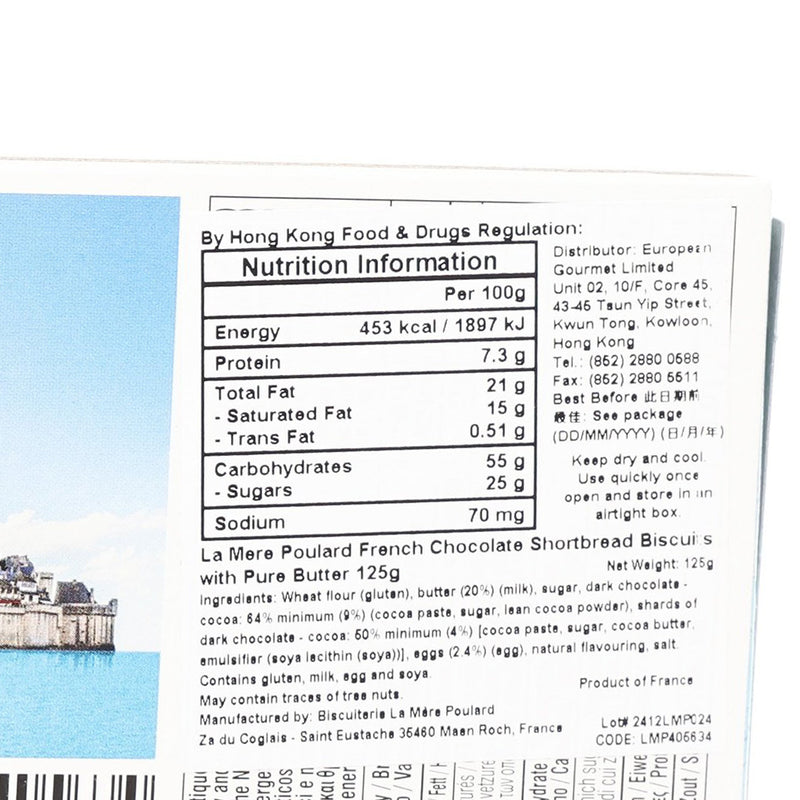 By Hong Kong Food & Drugs Regulation:
Nutrition Information
Per 100g
Energy 453 kcal / 1897 kJ
Protein 7.3 g
Total Fat 21 g
- Saturated Fat 15 g
- Trans Fat 0.51 g
Carbohydrates 55 g
- Sugars 25 g
Sodium 70 mg
Distributor: European
Gourmet Limited
Unit 02, 10/F, Core 45,
43-45 Tsun Yip Street,
Kwun Tong, Kowloon,
Hong Kong
Tel.: (852) 2880 0688
Fax: (852) 2880 5511
Best Before 此日期前
最佳: See package
(DD/MM/YYYY) (日/月/年)
Keep dry and cool.
Use quickly once
open and store in an
airtight box.
La Mere Poulard French Chocolate Shortbread Biscuits
with Pure Butter 125g
Net Weight: 125g
Ingredients: Wheat flour (gluten), butter (20%) (milk), sugar, dark chocolate -
cocoa: 64% minimum (9%) (cocoa paste, sugar, lean cocoa powder), shards of
dark chocolate - cocoa: 50% minimum (4%) [cocoa paste, sugar, cocoa butter,
emulsifier (soya lecithin (soya))], eggs (2.4%) (egg), natural flavouring, salt.
Contains gluten, milk, egg and soya.
May contain traces of tree nuts.
Product of France
Manufactured by: Biscuiterie La Mère Poulard
Za du Coglais - Saint Eustache 35460 Maen Roch, France
Lot# 2412LMP024
CODE: LMP405634